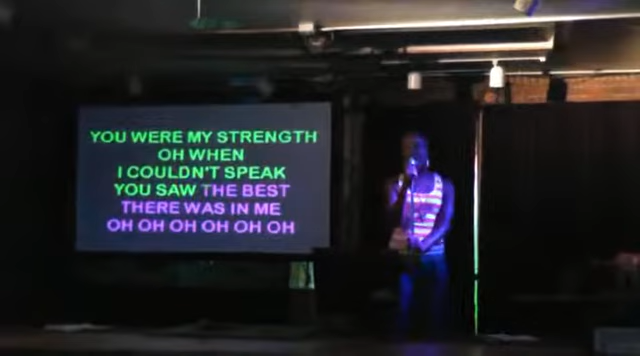 YOU WERE MY STRENGTH
OH WHEN
I COULDN'T SPEAK
YOU SAW THE BEST
THERE WAS IN ME
OH OH OH OH OH OH